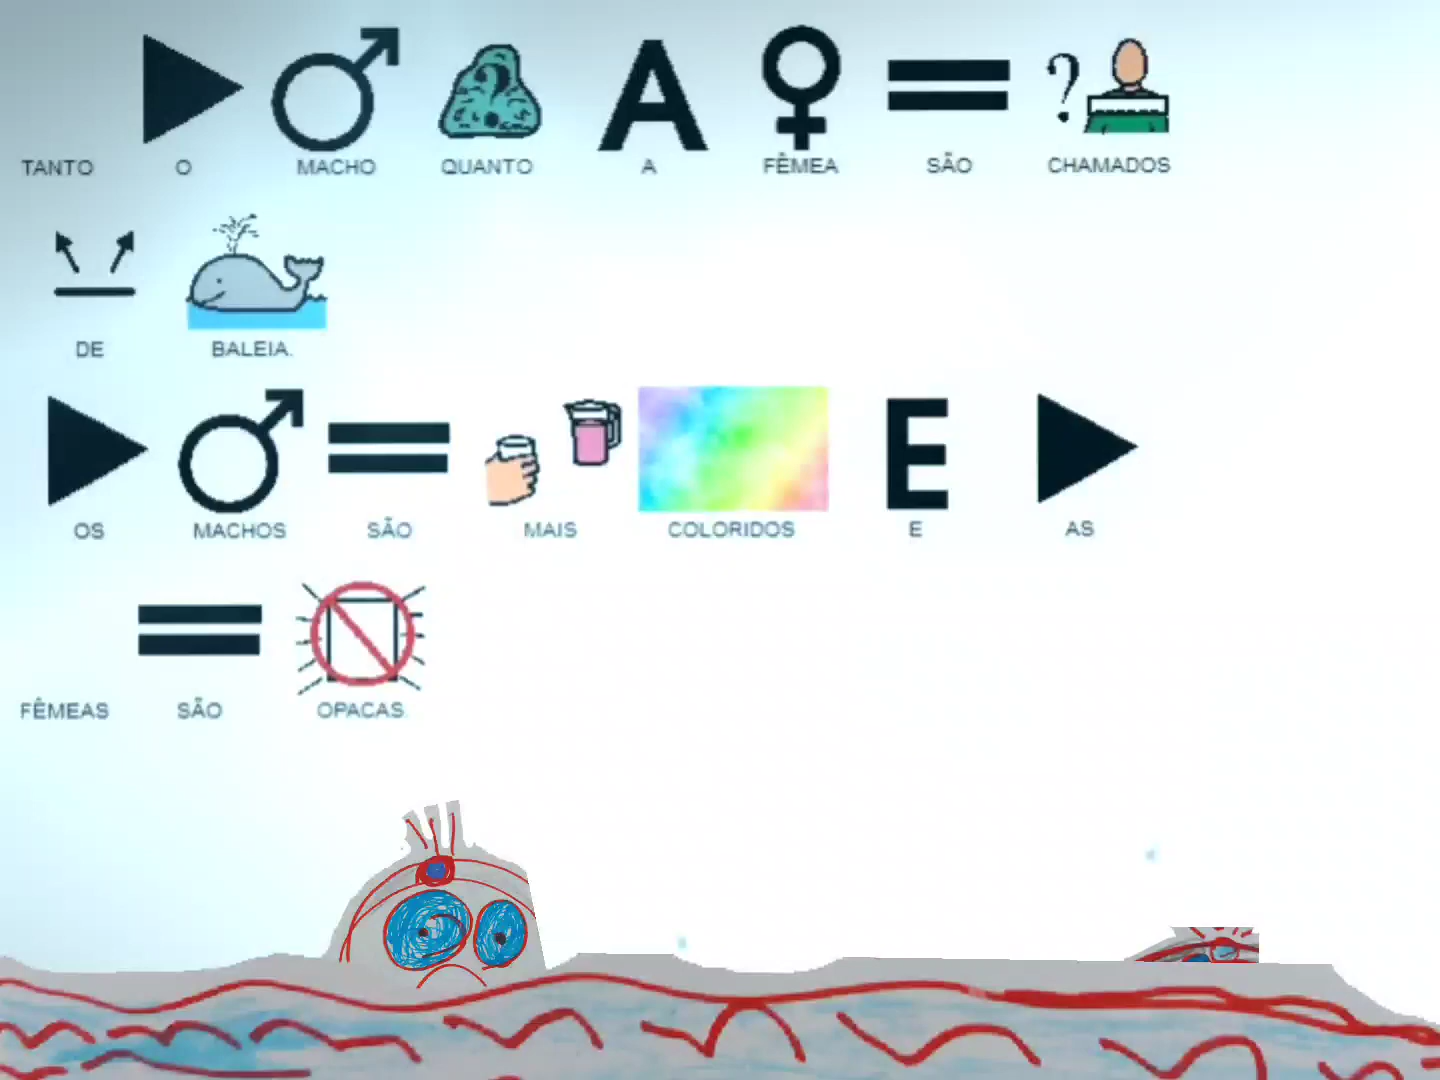 TANTO O MACHO QUANTO A FÊMEA SÃO CHAMADOS
DE BALEIA.
OS MACHOS SÃO MAIS COLORIDOS E AS
FÊMEAS SÃO OPACAS.